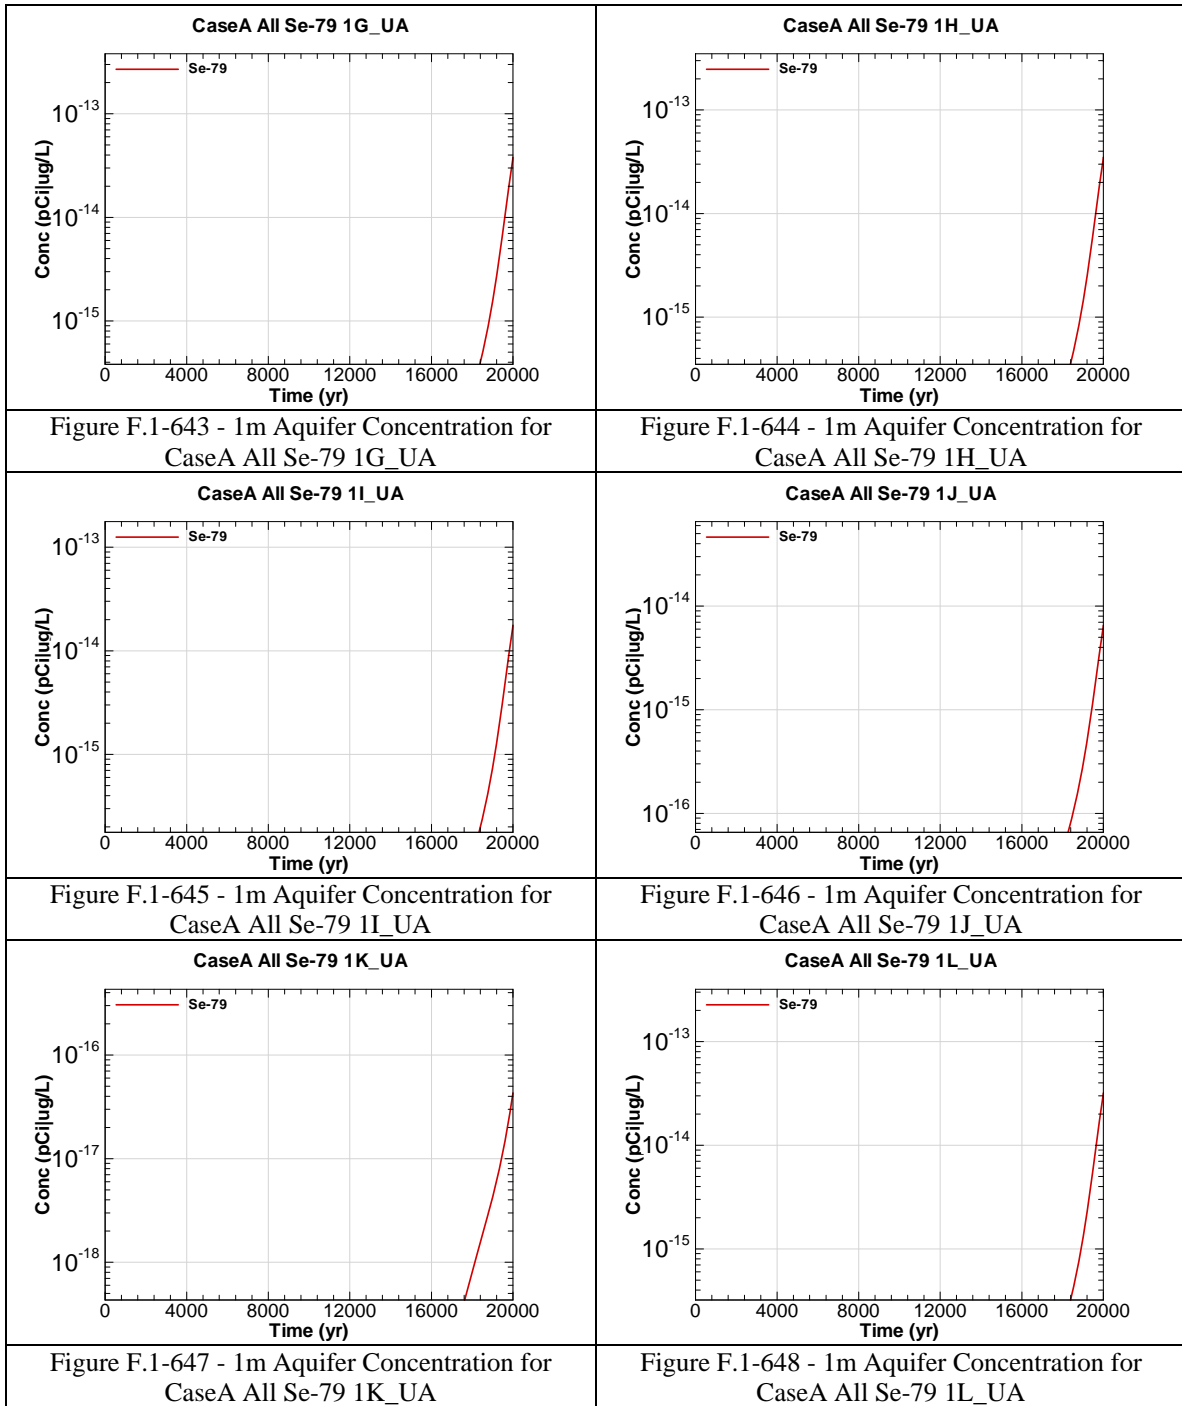 CaseA All Se-79 1G_UA
Se-79
10-13
10-14
10-15
Conc (pCi|ug/L)
0 4000 8000 12000 16000 20000
Time (yr)
Figure F.1-643 - 1m Aquifer Concentration for
CaseA All Se-79 1G_UA
CaseA All Se-79 1H_UA
Se-79
10-13
10-14
10-15
Conc (pCi|ug/L)
0 4000 8000 12000 16000 20000
Time (yr)
Figure F.1-644 - 1m Aquifer Concentration for
CaseA All Se-79 1H_UA
CaseA All Se-79 1I_UA
Se-79
10-13
10-14
10-15
Conc (pCi|ug/L)
0 4000 8000 12000 16000 20000
Time (yr)
Figure F.1-645 - 1m Aquifer Concentration for
CaseA All Se-79 1I_UA
CaseA All Se-79 1J_UA
Se-79
10-14
10-15
10-16
Conc (pCi|ug/L)
0 4000 8000 12000 16000 20000
Time (yr)
Figure F.1-646 - 1m Aquifer Concentration for
CaseA All Se-79 1J_UA
CaseA All Se-79 1K_UA
Se-79
10-16
10-17
10-18
Conc (pCi|ug/L)
0 4000 8000 12000 16000 20000
Time (yr)
Figure F.1-647 - 1m Aquifer Concentration for
CaseA All Se-79 1K_UA
CaseA All Se-79 1L_UA
Se-79
10-13
10-14
10-15
Conc (pCi|ug/L)
0 4000 8000 12000 16000 20000
Time (yr)
Figure F.1-648 - 1m Aquifer Concentration for
CaseA All Se-79 1L_UA